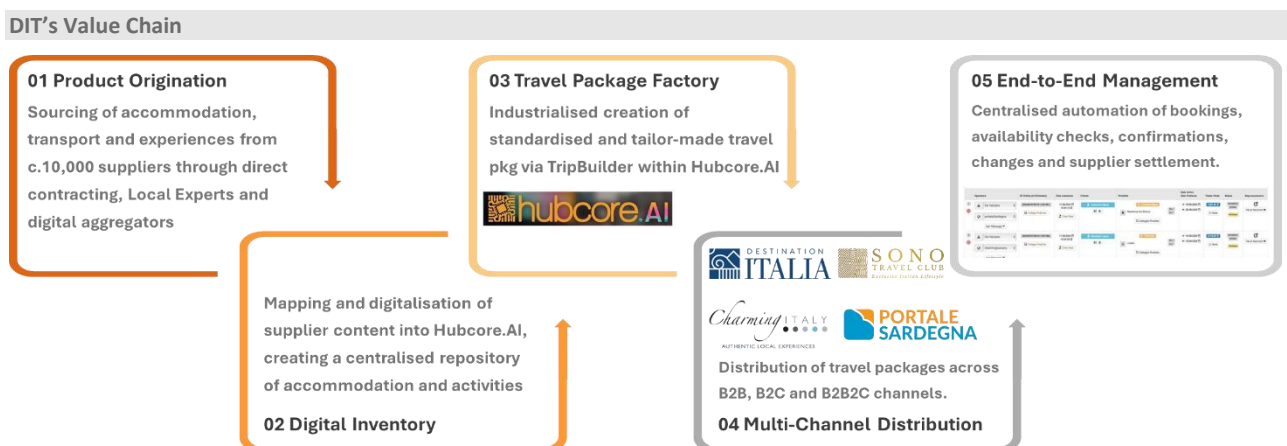 DIT's Value Chain
01 Product Origination
Sourcing of accommodation,
transport and experiences from
c.10,000 suppliers through direct
contracting, Local Experts and
digital aggregators
Mapping and digitalisation of
supplier content into Hubcore.AI,
creating a centralised repository
of accommodation and activities
02 Digital Inventory
03 Travel Package Factory
Industrialised creation of
standardised and tailor-made travel
pkg via TripBuilder within Hubcore.AI
hubcore.AI
DESTINATION
ITALIA
SONO
TRAVEL CLUB
Exclusive Italian Lifestyle
Charming ITALY
AUTHENTIC LOCAL EXPERIENCES
PORTALE
SARDEGNA
Distribution of travel packages across
B2B, B2C and B2B2C channels.
04 Multi-Channel Distribution
05 End-to-End Management
Centralised automation of bookings,
availability checks, confirmations,
changes and supplier settlement.